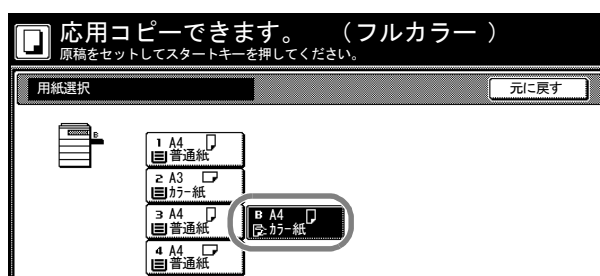 応用コピーできます。 （フルカラー ）
原稿をセットしてスタートキーを押してください。
用紙選択
元に戻す
B
1 A4
普通紙
2 A3
ｶﾗｰ紙
3 A4
普通紙
B A4
ｶﾗｰ紙
4 A4
普通紙